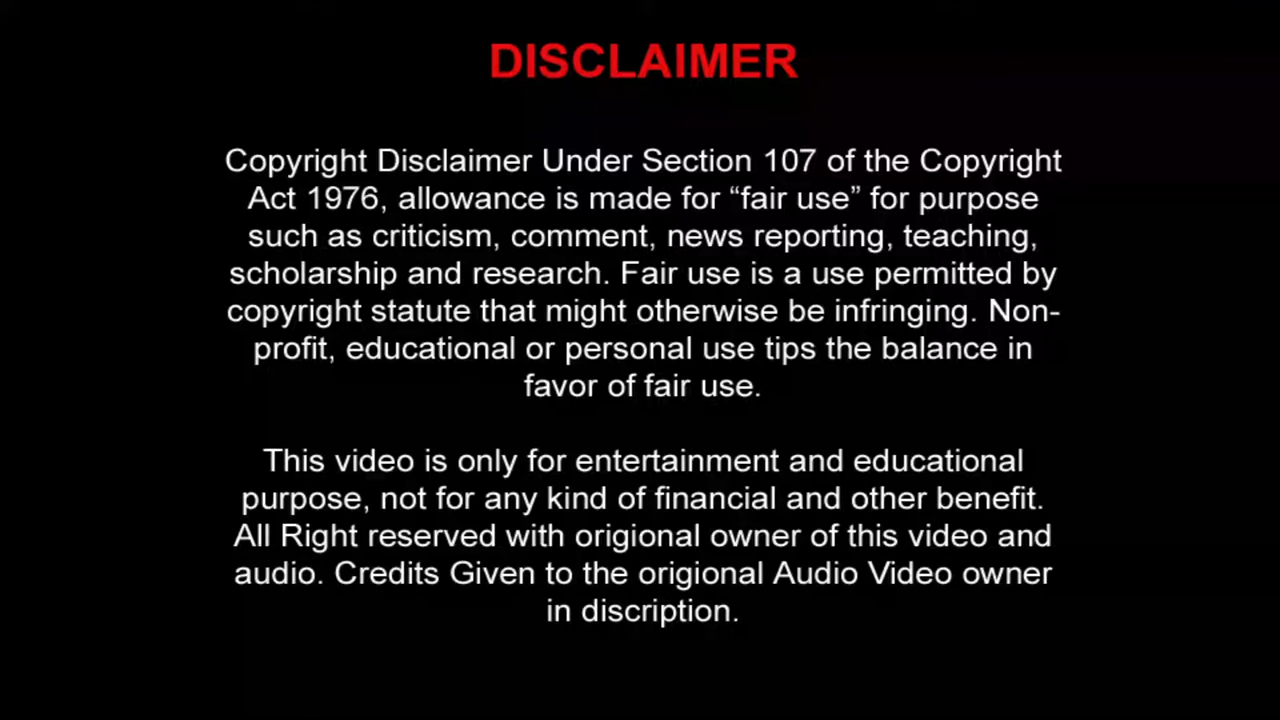 DISCLAIMER
Copyright Disclaimer Under Section 107 of the Copyright
Act 1976, allowance is made for “fair use” for purpose
such as criticism, comment, news reporting, teaching,
scholarship and research. Fair use is a use permitted by
copyright statute that might otherwise be infringing. Non-
profit, educational or personal use tips the balance in
favor of fair use.
This video is only for entertainment and educational
purpose, not for any kind of financial and other benefit.
All Right reserved with origional owner of this video and
audio. Credits Given to the origional Audio Video owner
in discription.